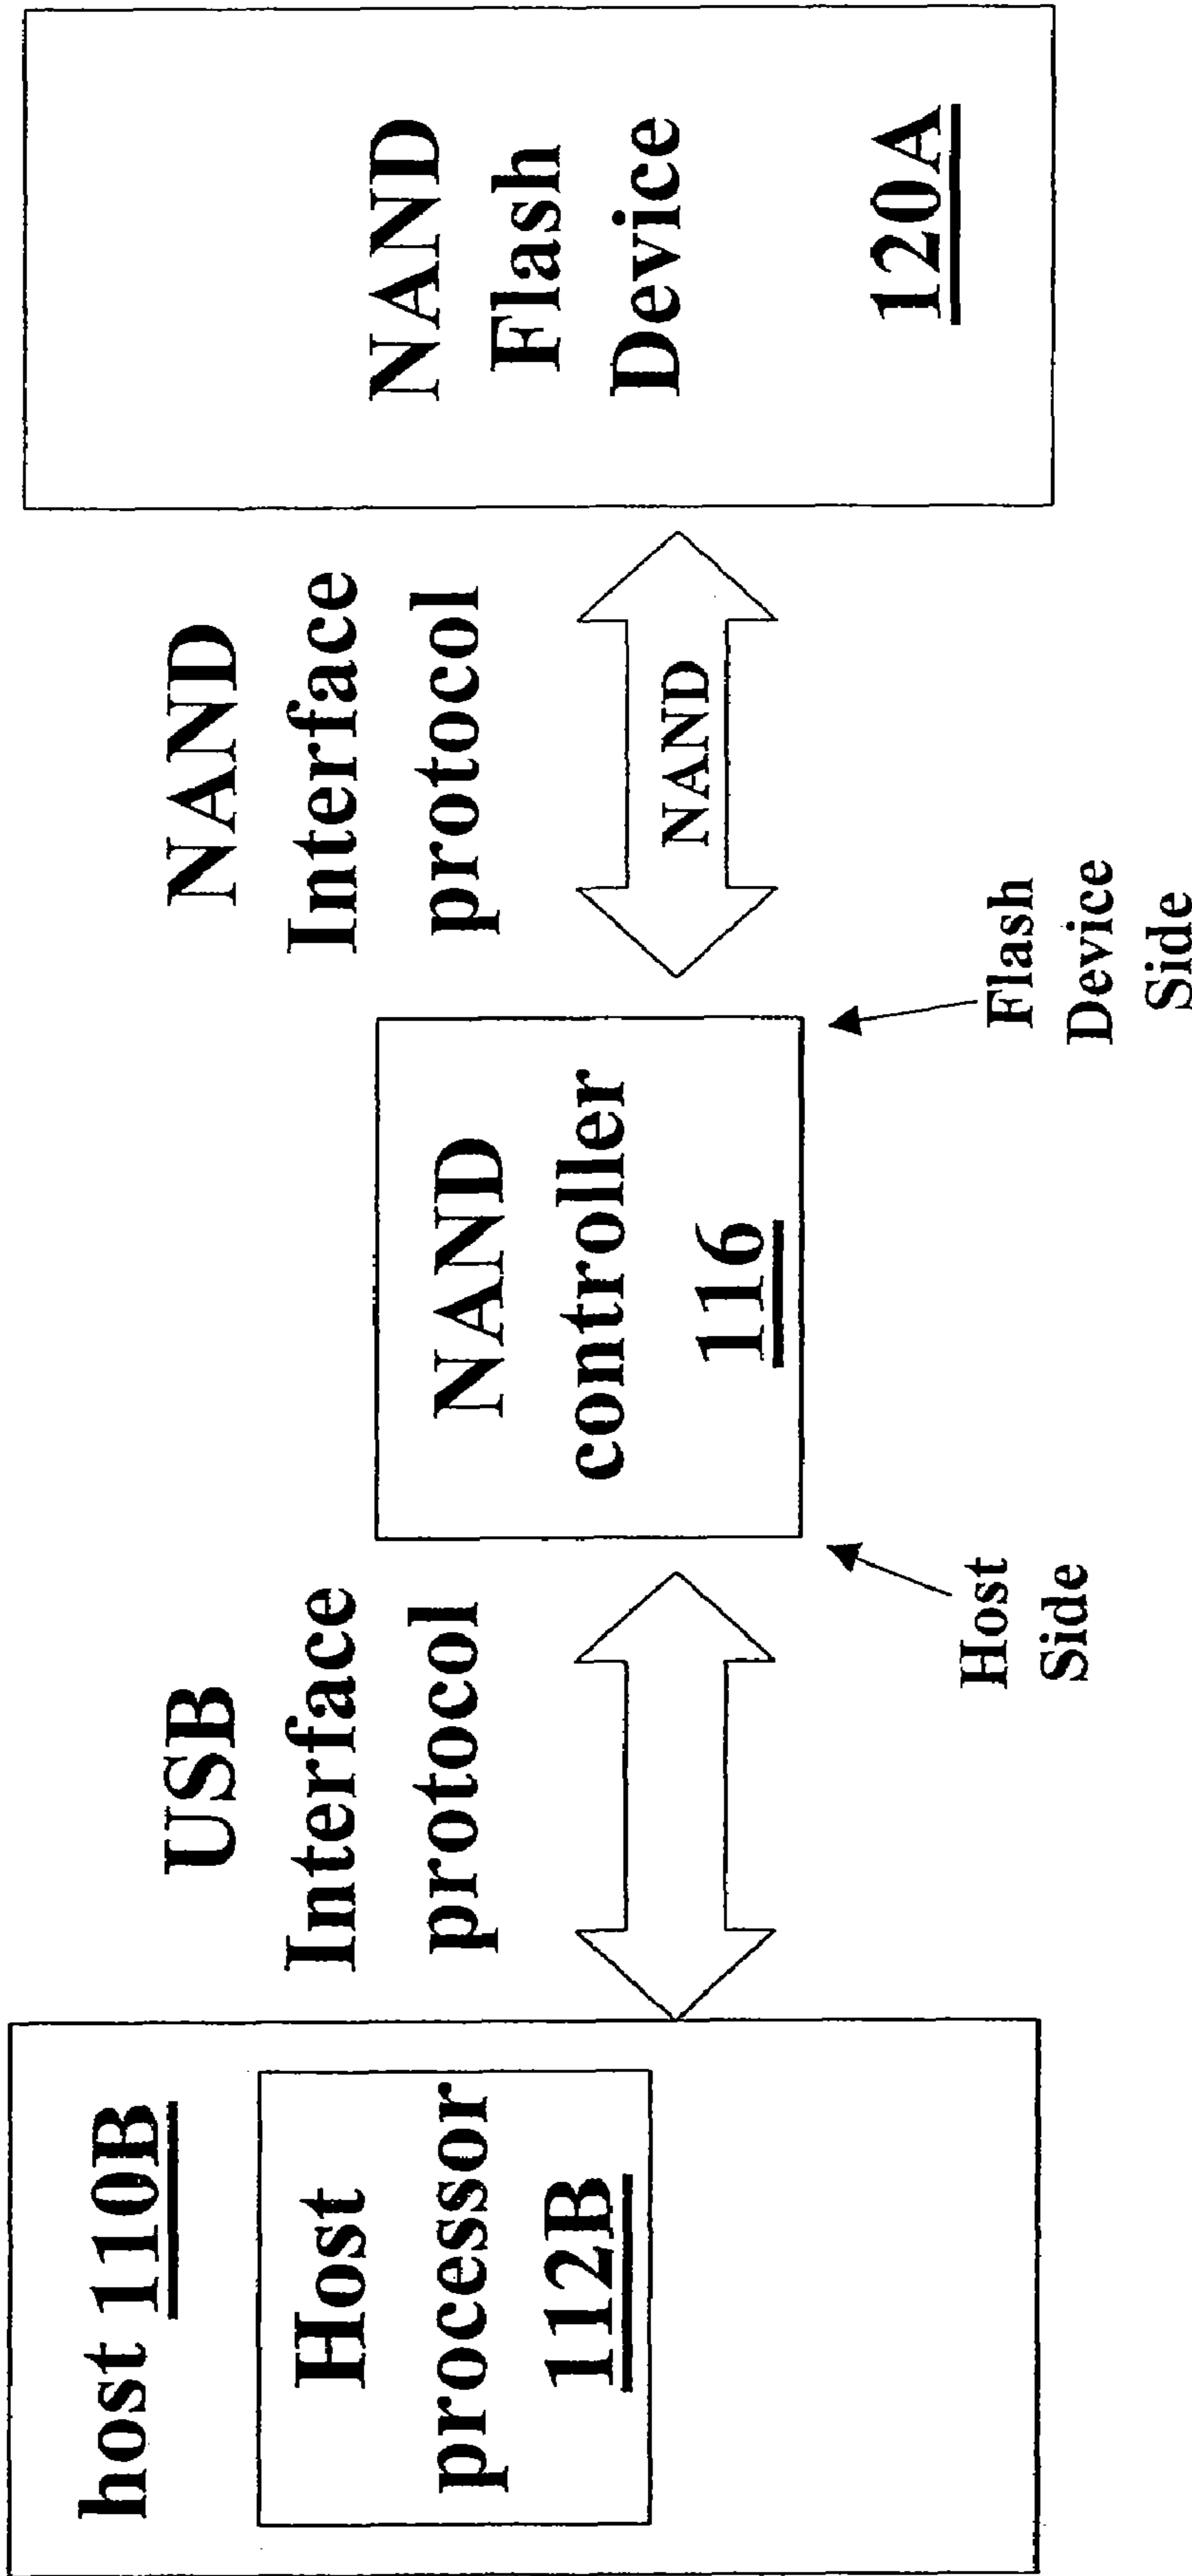 host 110B
Host
processor
112B
USB
Interface
protocol
Host
Side
NAND
controller
116
Flash
Device
Side
NAND
Interface
protocol
NAND
NAND
Flash
Device
120A